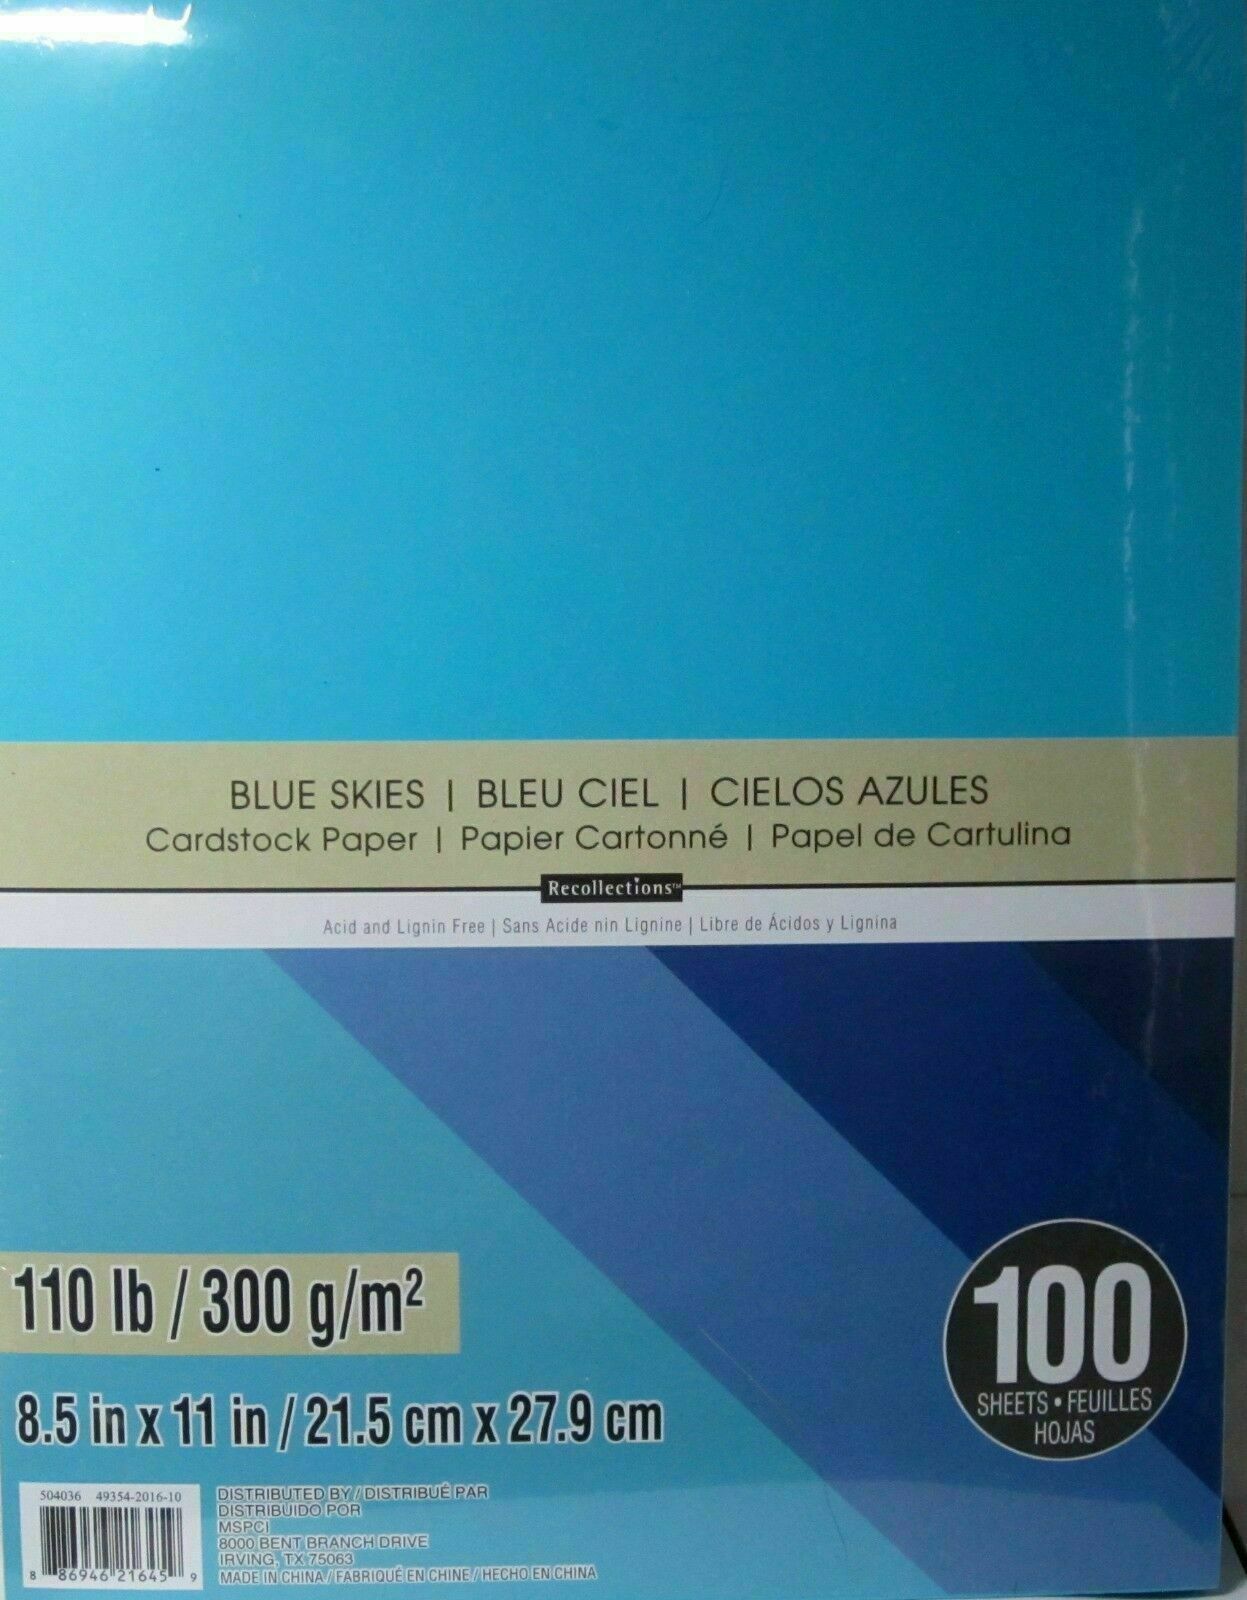 BLUE SKIES | BLEU CIEL | CIELOS AZULES
Cardstock Paper | Papier Cartonné | Papel de Cartulina
Recollections™
Acid and Lignin Free | Sans Acide nin Lignine | Libre de Ácidos y Lignina
110 lb / 300 g/m²
8.5 in x 11 in / 21.5 cm x 27.9 cm
100
SHEETS • FEUILLES
HOJAS
504036 49354-2016-10
8 86946 21645 9
DISTRIBUTED BY / DISTRIBUÉ PAR
DISTRIBUIDO POR
MSPCI
8000 BENT BRANCH DRIVE
IRVING, TX 75063
MADE IN CHINA / FABRIQUÉ EN CHINE / HECHO EN CHINA